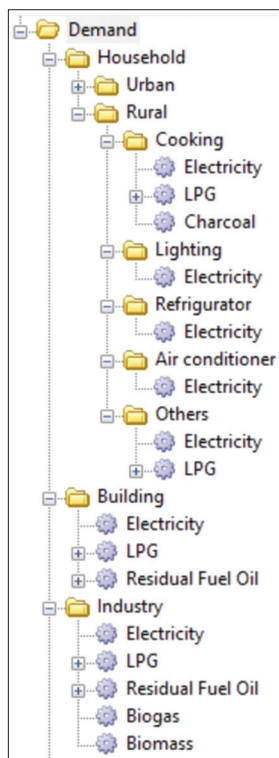 Demand
Household
Urban
Rural
Cooking
Electricity
LPG
Charcoal
Lighting
Electricity
Refrigurator
Electricity
Air conditioner
Electricity
Others
Electricity
LPG
Building
Electricity
LPG
Residual Fuel Oil
Industry
Electricity
LPG
Residual Fuel Oil
Biogas
Biomass